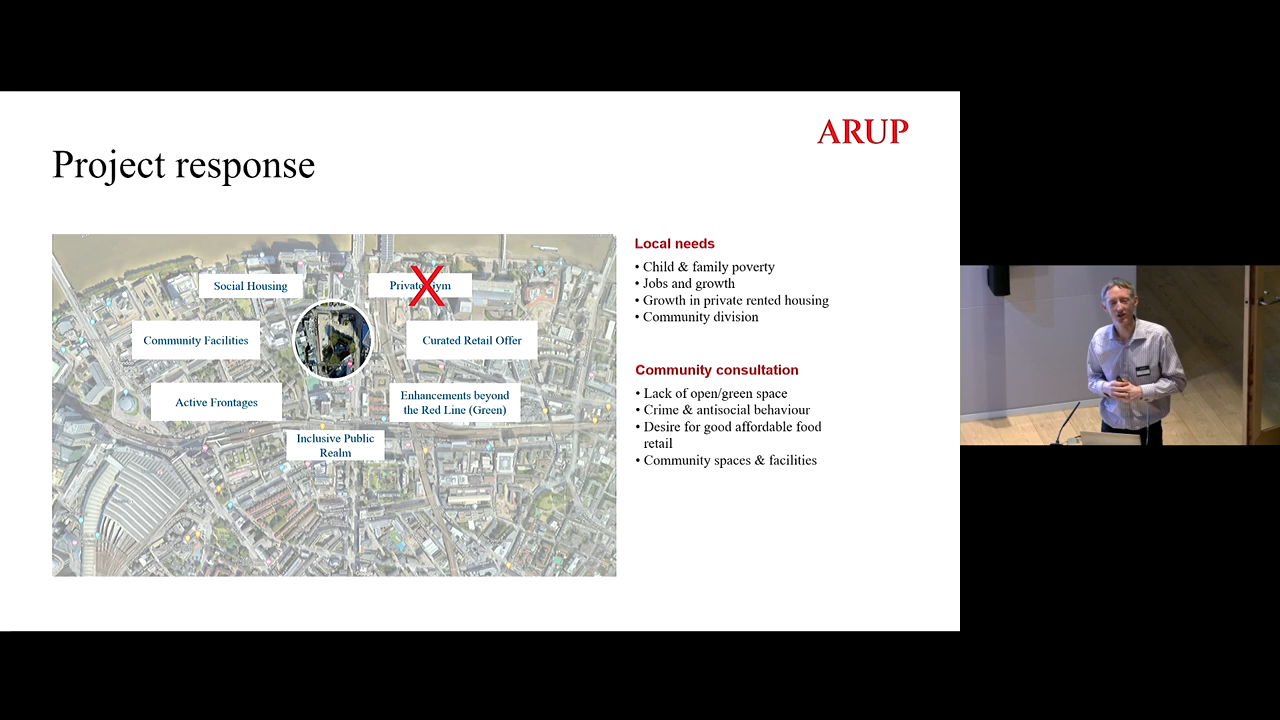 ARUP
Project response
Social Housing
Private Gym
X
Community Facilities
Curated Retail Offer
Active Frontages
Enhancements beyond
the Red Line (Green)
Inclusive Public
Realm
Local needs
• Child & family poverty
• Jobs and growth
• Growth in private rented housing
• Community division
Community consultation
• Lack of open/green space
• Crime & antisocial behaviour
• Desire for good affordable food
retail
• Community spaces & facilities